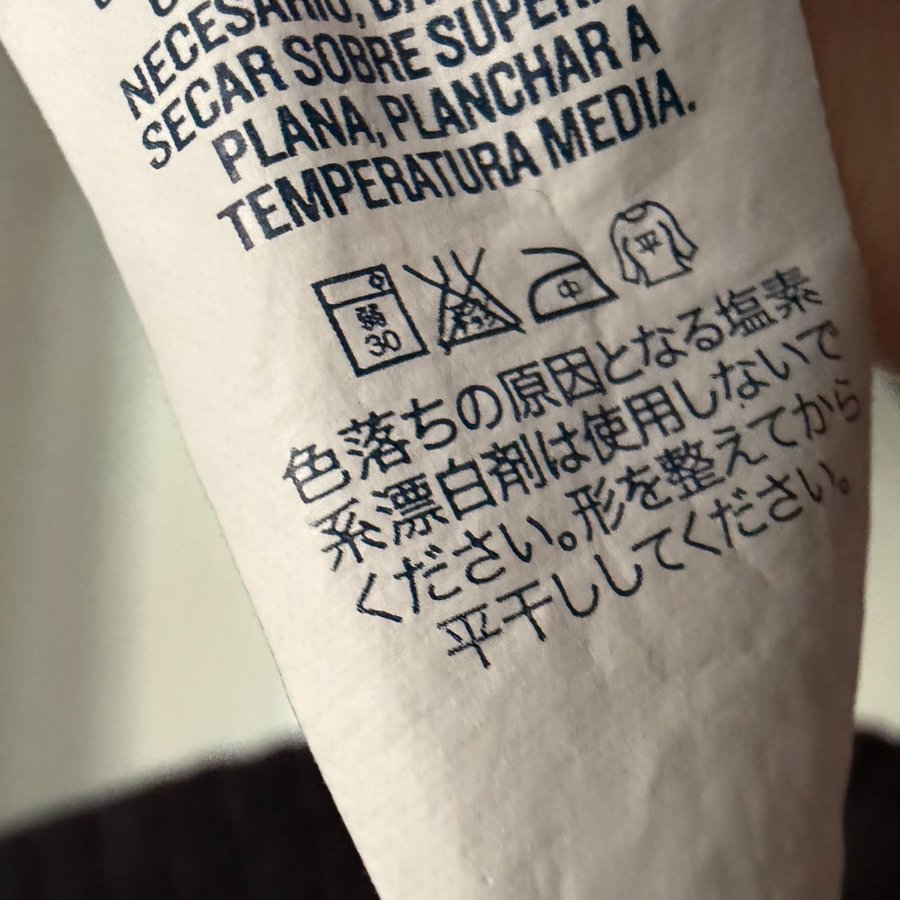 NECESARIO,
SECAR SOBRE
PLANA, PLANCHAR A
TEMPERATURA MEDIA.
弱 30
中
平
色落ちの原因となる塩素
系漂白剤は使用しないで
ください。形を整えてから
平干ししてください。